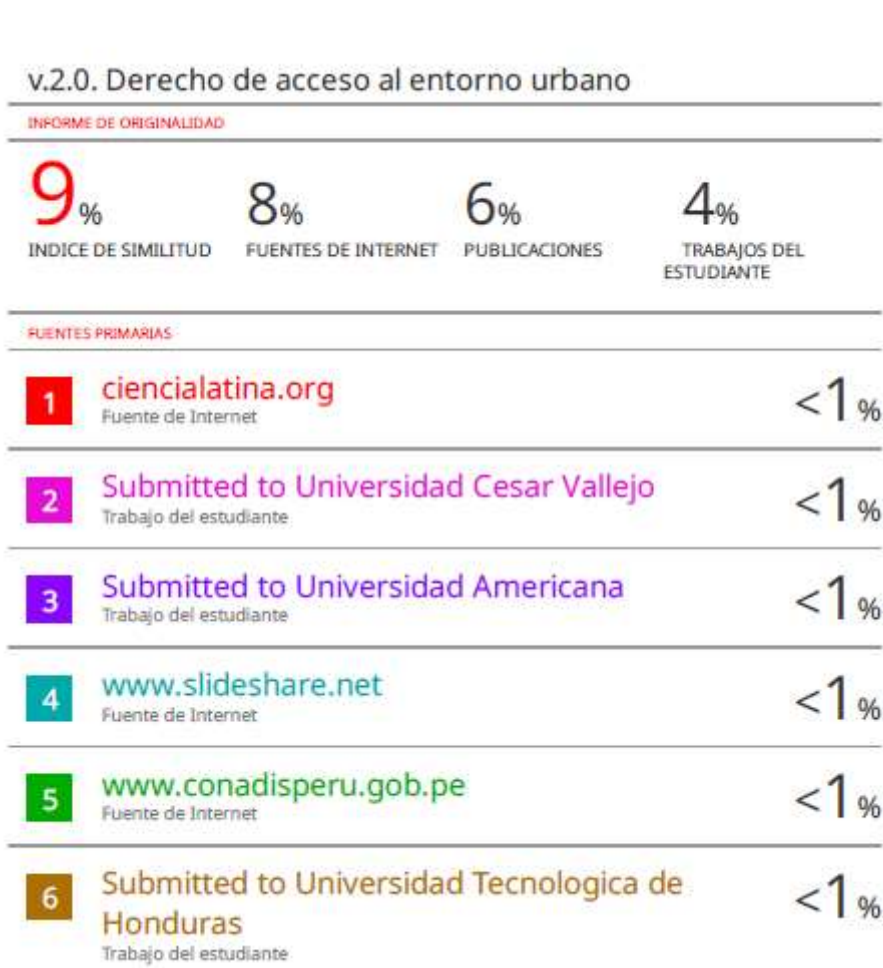 v.2.0. Derecho de acceso al entorno urbano
INFORME DE ORIGINALIDAD
9%
INDICE DE SIMILITUD
8%
FUENTES DE INTERNET
6%
PUBLICACIONES
4%
TRABAJOS DEL
ESTUDIANTE
FUENTES PRIMARIAS
1
ciencialatina.org
Fuente de Internet
<1%
2
Submitted to Universidad Cesar Vallejo
Trabajo del estudiante
<1%
3
Submitted to Universidad Americana
Trabajo del estudiante
<1%
4
www.slideshare.net
Fuente de Internet
<1%
5
www.conadisperu.gob.pe
Fuente de Internet
<1%
6
Submitted to Universidad Tecnologica de
Honduras
Trabajo del estudiante
<1%